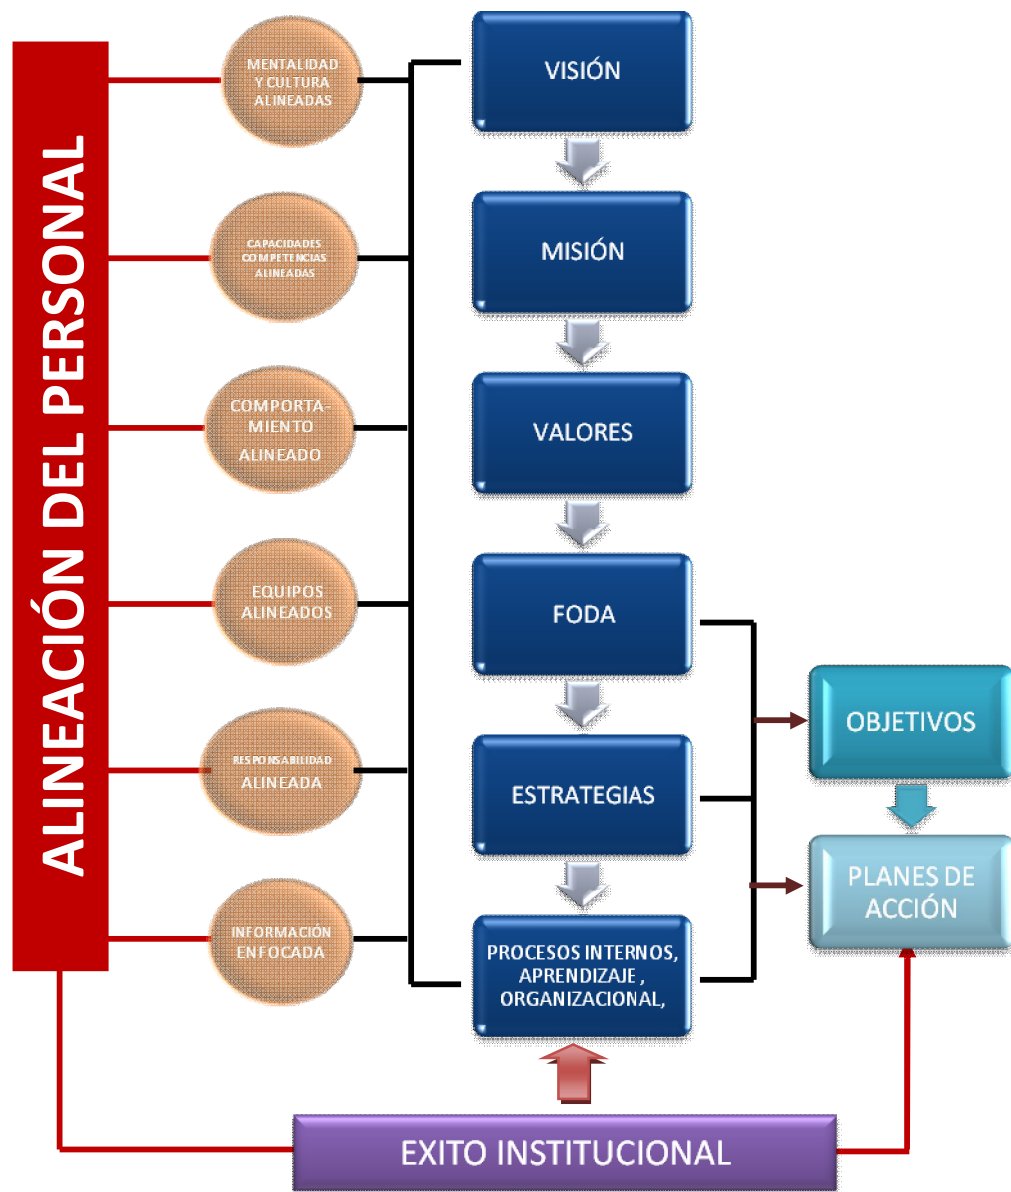 ALINEACIÓN DEL PERSONAL
MENTALIDAD
Y CULTURA
ALINEADAS
CAPACIDADES
COMPETENCIAS
ALINEADAS
COMPORTA-
MIENTO
ALINEADO
EQUIPOS
ALINEADOS
RESPONSABILIDAD
ALINEADA
INFORMACIÓN
ENFOCADA
VISIÓN
MISIÓN
VALORES
FODA
ESTRATEGIAS
PROCESOS INTERNOS,
APRENDIZAJE ,
ORGANIZACIONAL,
OBJETIVOS
PLANES DE
ACCIÓN
EXITO INSTITUCIONAL